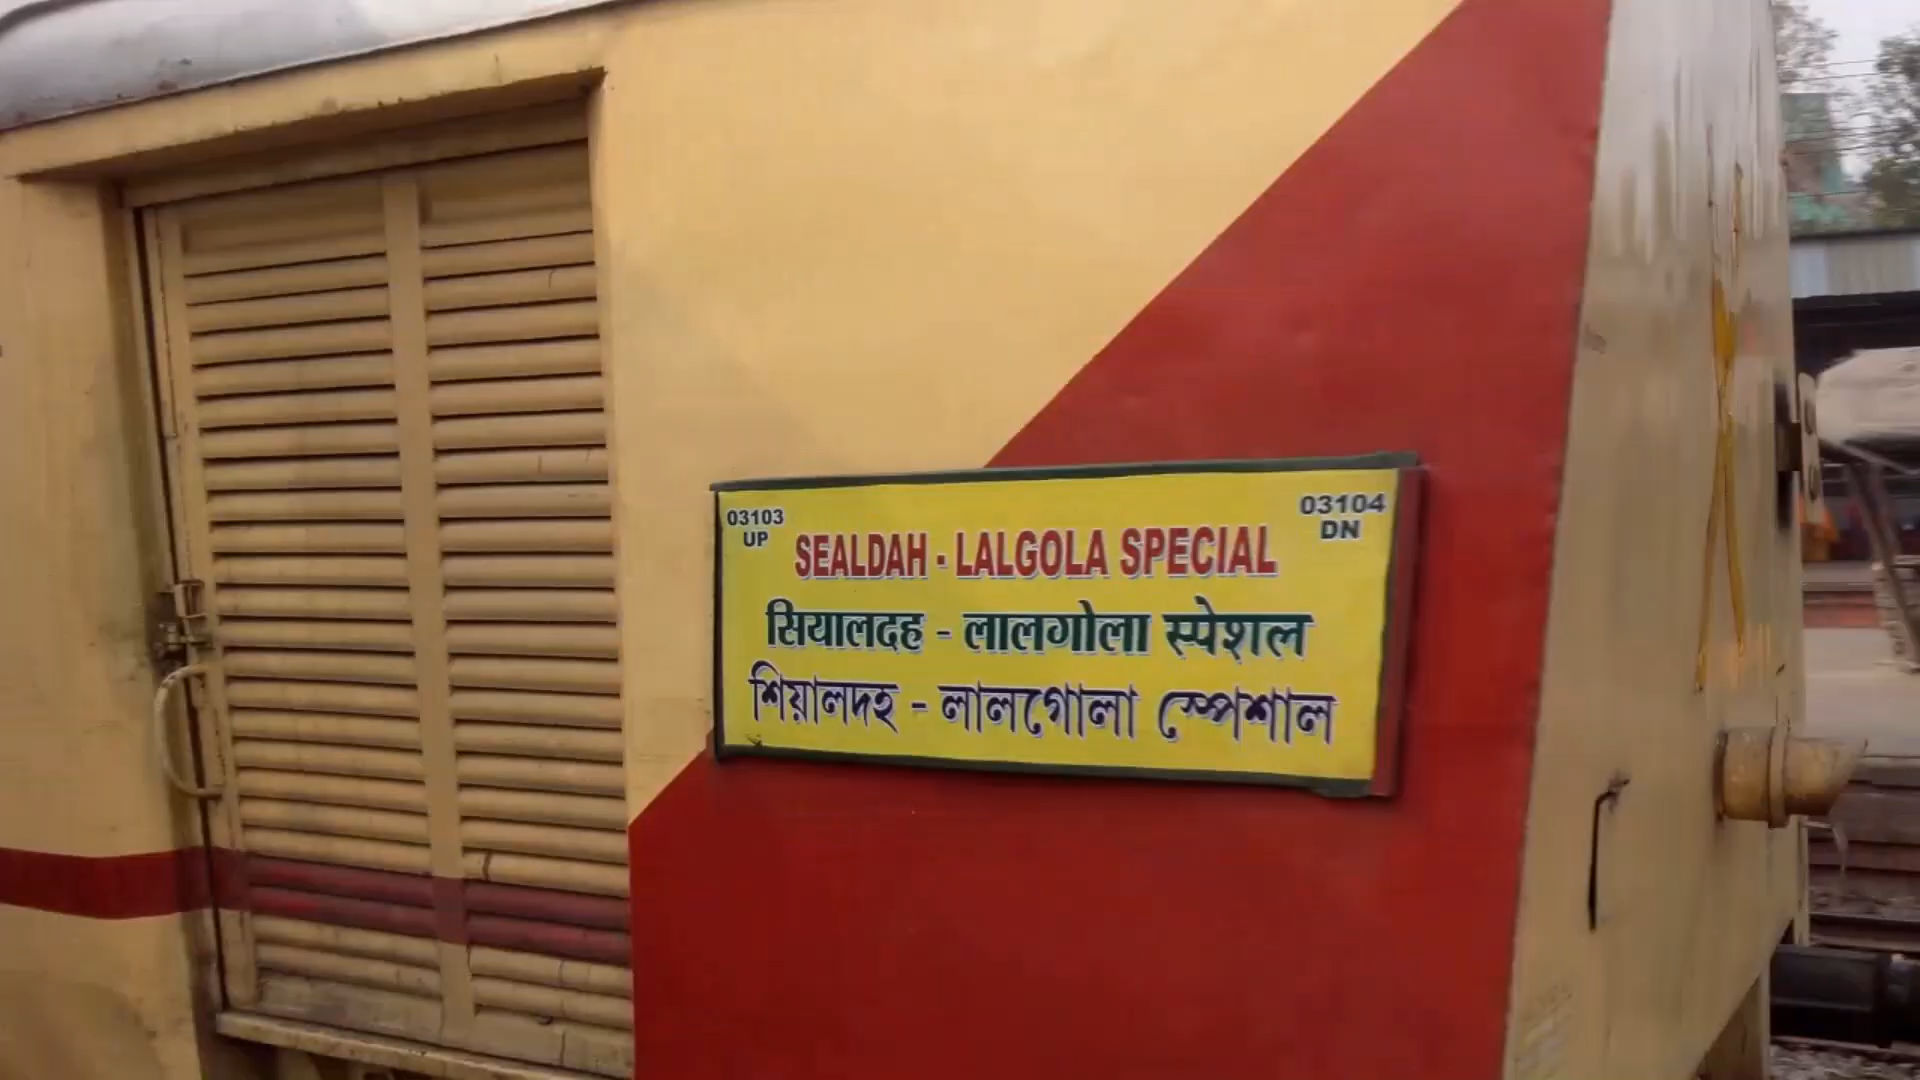 03103
UP
03104
DN
SEALDAH - LALGOLA SPECIAL
सियालदह - लालगोला स्पेशल
শিয়ালদহ - লালগোলা স্পেশাল